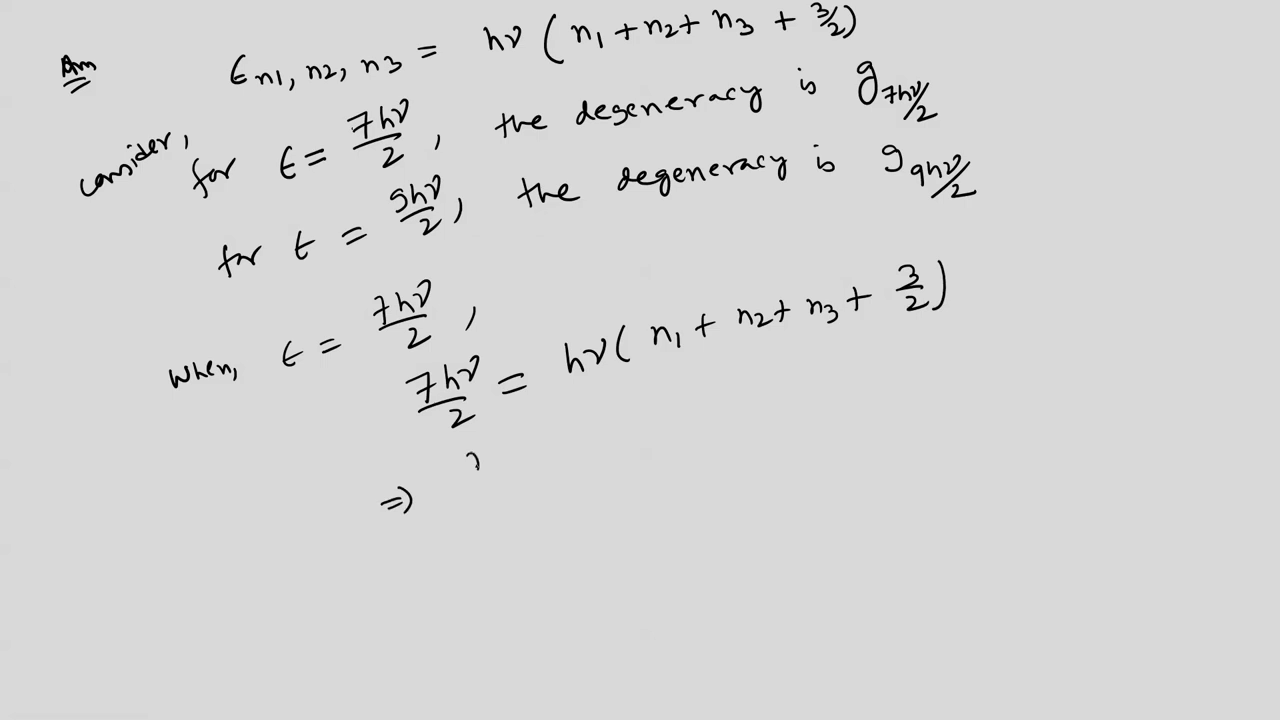 Ans ϵn1, n2, n3 = hν (n1 + n2 + n3 + 3/2)
consider, for ϵ = 7hν/2, the degeneracy is g7hν/2
for ϵ = 9hν/2, the degeneracy is g9hν/2
When, ϵ = 7hν/2,
7hν/2 = hν(n1 + n2 + n3 + 3/2)
⇒